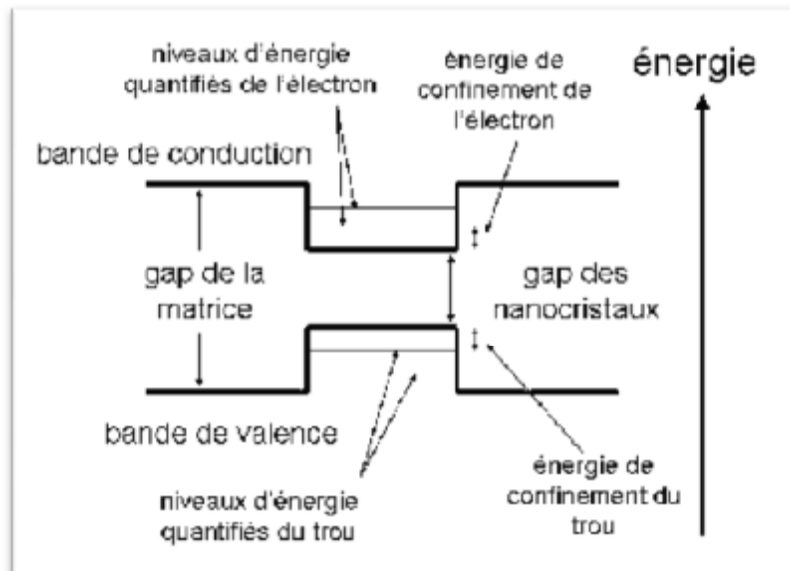 niveaux d'énergie
quantifiés de l'électron
énergie de
confinement de
l'électron
énergie
bande de conduction
gap de la
matrice
gap des
nanocristaux
bande de valence
niveaux d'énergie
quantifiés du trou
énergie de
confinement du
trou